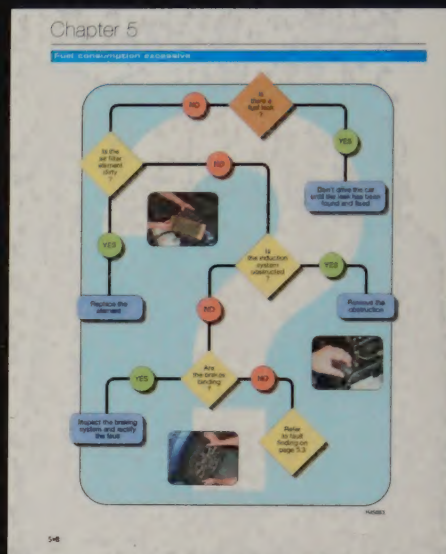 Chapter 5
Fuel consumption excessive
Is
there a
fuel leak
?
NO
YES
Don't drive the car
until the leak has been
found and fixed
Is the
air filter
element
dirty
?
NO
YES
Replace the
element
Is
the induction
system
obstructed
?
YES
Remove the
obstruction
NO
Are
the brakes
binding
?
YES
NO
Inspect the braking
system and rectify
the fault
Refer
to fault
finding on
page 5.3